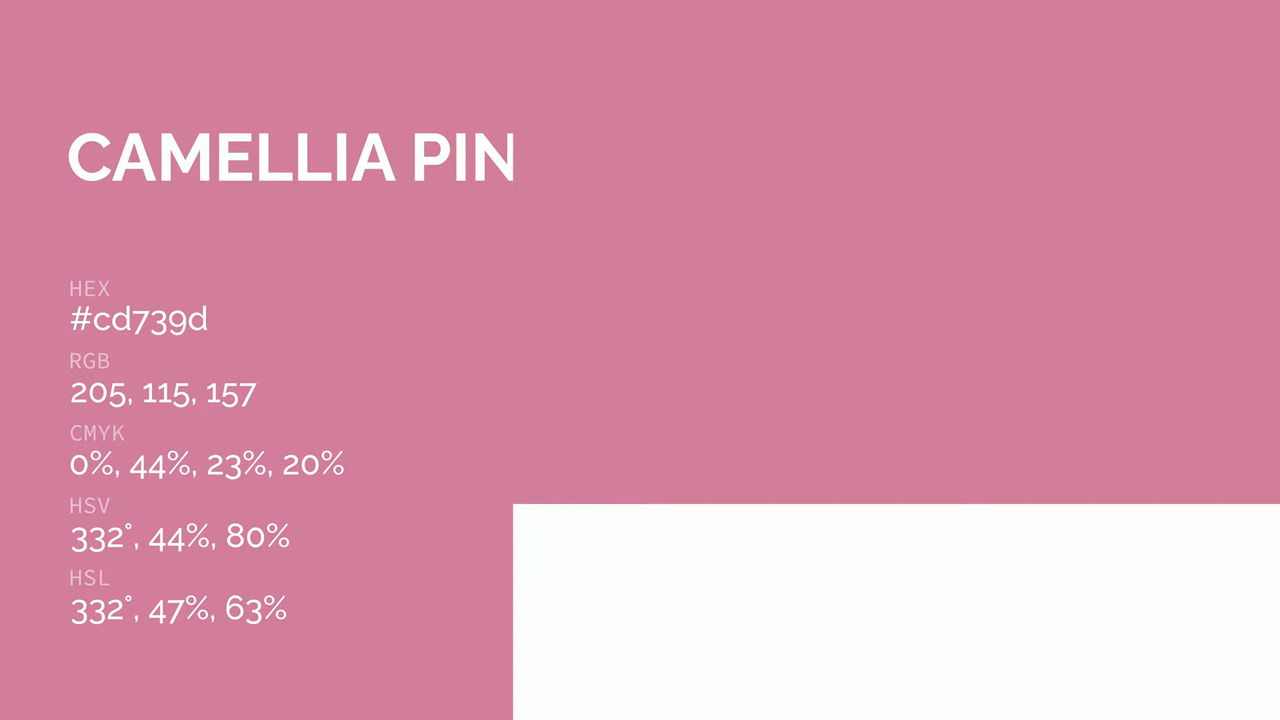 CAMELLIA PIN
HEX
#cd739d
RGB
205, 115, 157
CMYK
0%, 44%, 23%, 20%
HSV
332°, 44%, 80%
HSL
332°, 47%, 63%